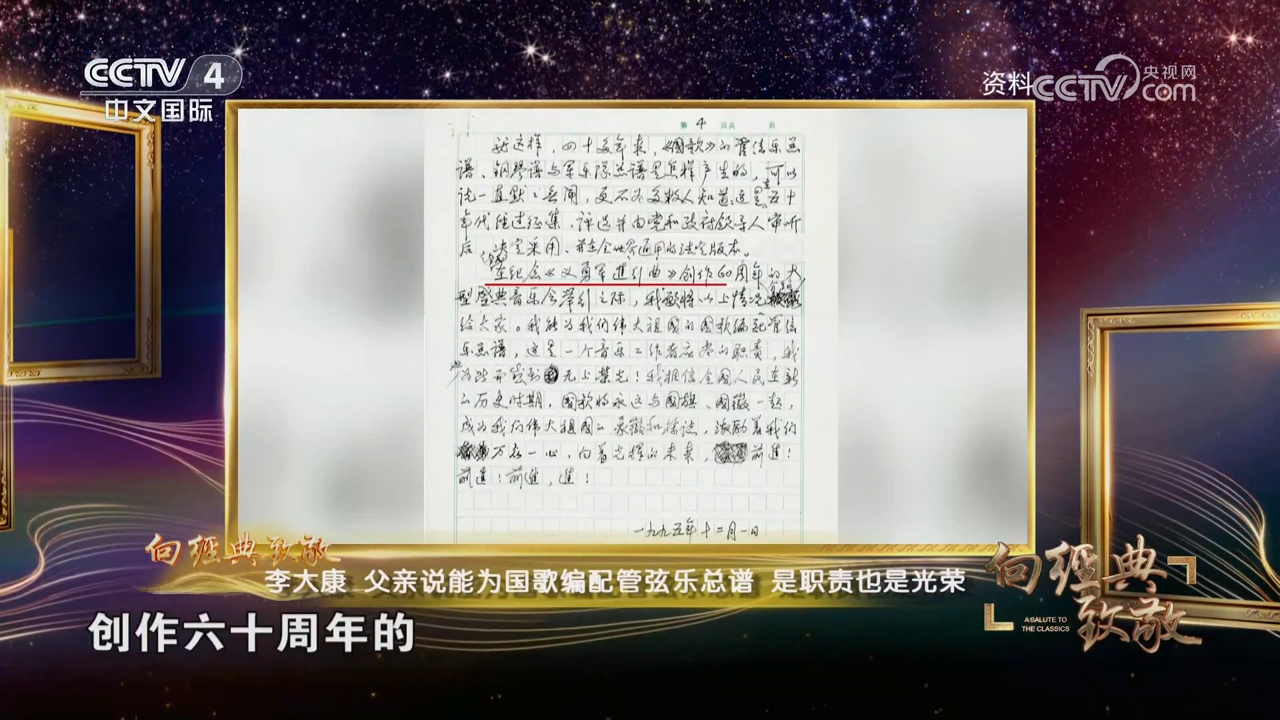 CCTV 4
中文国际
资料
CCTV 央视网
com
第 4 页
就这样，四十五年来，《国歌》的管弦乐总
谱、钢琴谱与军乐队总谱是怎样产生的，可以
说一直默默无闻，更不为多数人知道这是五十
年代经过征集、评选并由党和政府领导人审听
后，决定采用、并在全世界通用的法定版本。
在纪念《义勇军进行曲》创作60周年的大
型盛典音乐会举行之际，我愿将以上情况
给大家。我能为我们伟大祖国的国歌编配管弦
乐总谱，这是一个音乐工作者应尽的职责，我
也为此而感到无上荣光！我相信全国人民在新
的历史时期，国歌将永远与国旗、国徽一起，
成为我们伟大祖国的象徵和标志，激励着我们
万众一心，向着光辉的未来，前進！
前進！前進，進！
一九九五年十二月一日
向经典致敬
李大康 父亲说能为国歌编配管弦乐总谱 是职责也是光荣
创作六十周年的
向经典
致敬
A SALUTE TO
THE CLASSICS